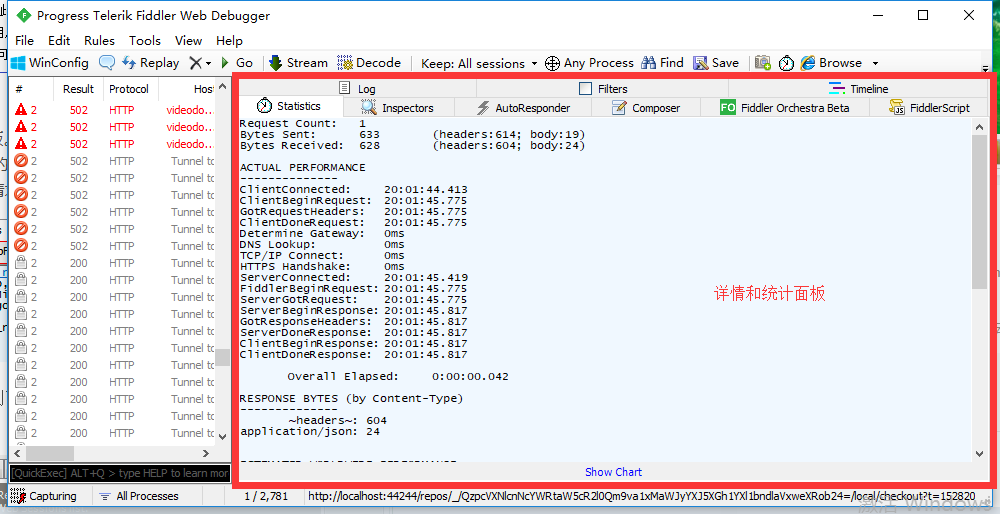 Progress Telerik Fiddler Web Debugger
File Edit Rules Tools View Help
WinConfig Replay Go Stream Decode Keep: All sessions Any Process Find Save Browse
# Result Protocol Hos
Log Filters Timeline
Statistics Inspectors AutoResponder Composer FO Fiddler Orchestra Beta FiddlerScript
2 502 HTTP videodo...
2 502 HTTP videodo...
2 502 HTTP videodo...
2 502 HTTP Tunnel to
2 502 HTTP Tunnel to
2 502 HTTP Tunnel to
2 502 HTTP Tunnel to
2 502 HTTP Tunnel to
2 502 HTTP Tunnel to
2 200 HTTP Tunnel to
2 200 HTTP Tunnel to
2 200 HTTP Tunnel to
2 200 HTTP Tunnel to
2 200 HTTP Tunnel to
2 200 HTTP Tunnel to
2 200 HTTP Tunnel to
2 200 HTTP Tunnel to
2 200 HTTP Tunnel to
2 200 HTTP Tunnel to
2 200 HTTP Tunnel to
Request Count: 1
Bytes Sent: 633 (headers:614; body:19)
Bytes Received: 628 (headers:604; body:24)
ACTUAL PERFORMANCE
--------------
ClientConnected: 20:01:44.413
ClientBeginRequest: 20:01:45.775
GotRequestHeaders: 20:01:45.775
ClientDoneRequest: 20:01:45.775
Determine Gateway: 0ms
DNS Lookup: 0ms
TCP/IP Connect: 0ms
HTTPS Handshake: 0ms
ServerConnected: 20:01:45.419
FiddlerBeginRequest: 20:01:45.775
ServerGotRequest: 20:01:45.775
ServerBeginResponse: 20:01:45.817
GotResponseHeaders: 20:01:45.817
ServerDoneResponse: 20:01:45.817
ClientBeginResponse: 20:01:45.817
ClientDoneResponse: 20:01:45.817
Overall Elapsed: 0:00:00.042
RESPONSE BYTES (by Content-Type)
--------------
~headers~: 604
application/json: 24
详情和统计面板
Show Chart
[QuickExec] ALT+Q > type HELP to learn mor
Capturing All Processes 1 / 2,781 http://localhost:44244/repos/_/QzpcVXNlcnNcYWRtaW5cR2l0Qm9va1xMaWJyYXJ5XGh1YXl1bndlaVxweXRob24=/local/checkout?t=152820
激活 Windows